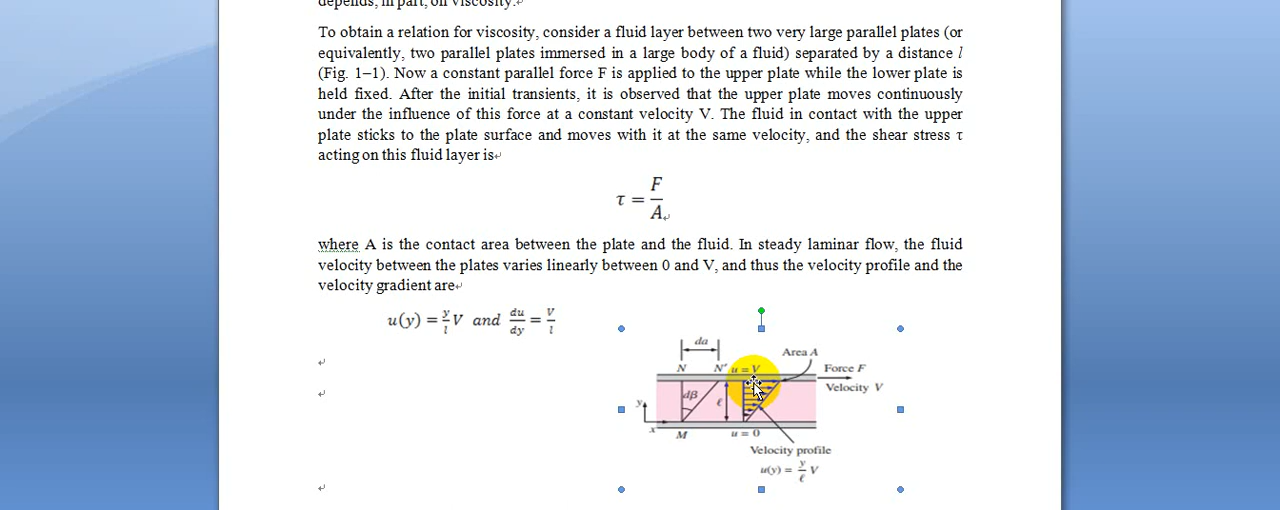 depends, in part, on viscosity.
To obtain a relation for viscosity, consider a fluid layer between two very large parallel plates (or
equivalently, two parallel plates immersed in a large body of a fluid) separated by a distance l
(Fig. 1–1). Now a constant parallel force F is applied to the upper plate while the lower plate is
held fixed. After the initial transients, it is observed that the upper plate moves continuously
under the influence of this force at a constant velocity V. The fluid in contact with the upper
plate sticks to the plate surface and moves with it at the same velocity, and the shear stress τ
acting on this fluid layer is
τ = F/A
where A is the contact area between the plate and the fluid. In steady laminar flow, the fluid
velocity between the plates varies linearly between 0 and V, and thus the velocity profile and the
velocity gradient are
u(y) = y/l V and du/dy = V/l
da
Area A
N N' u = V
Force F
Velocity V
dβ
ℓ
y
x
M
u = 0
Velocity profile
u(y) = y/ℓ V